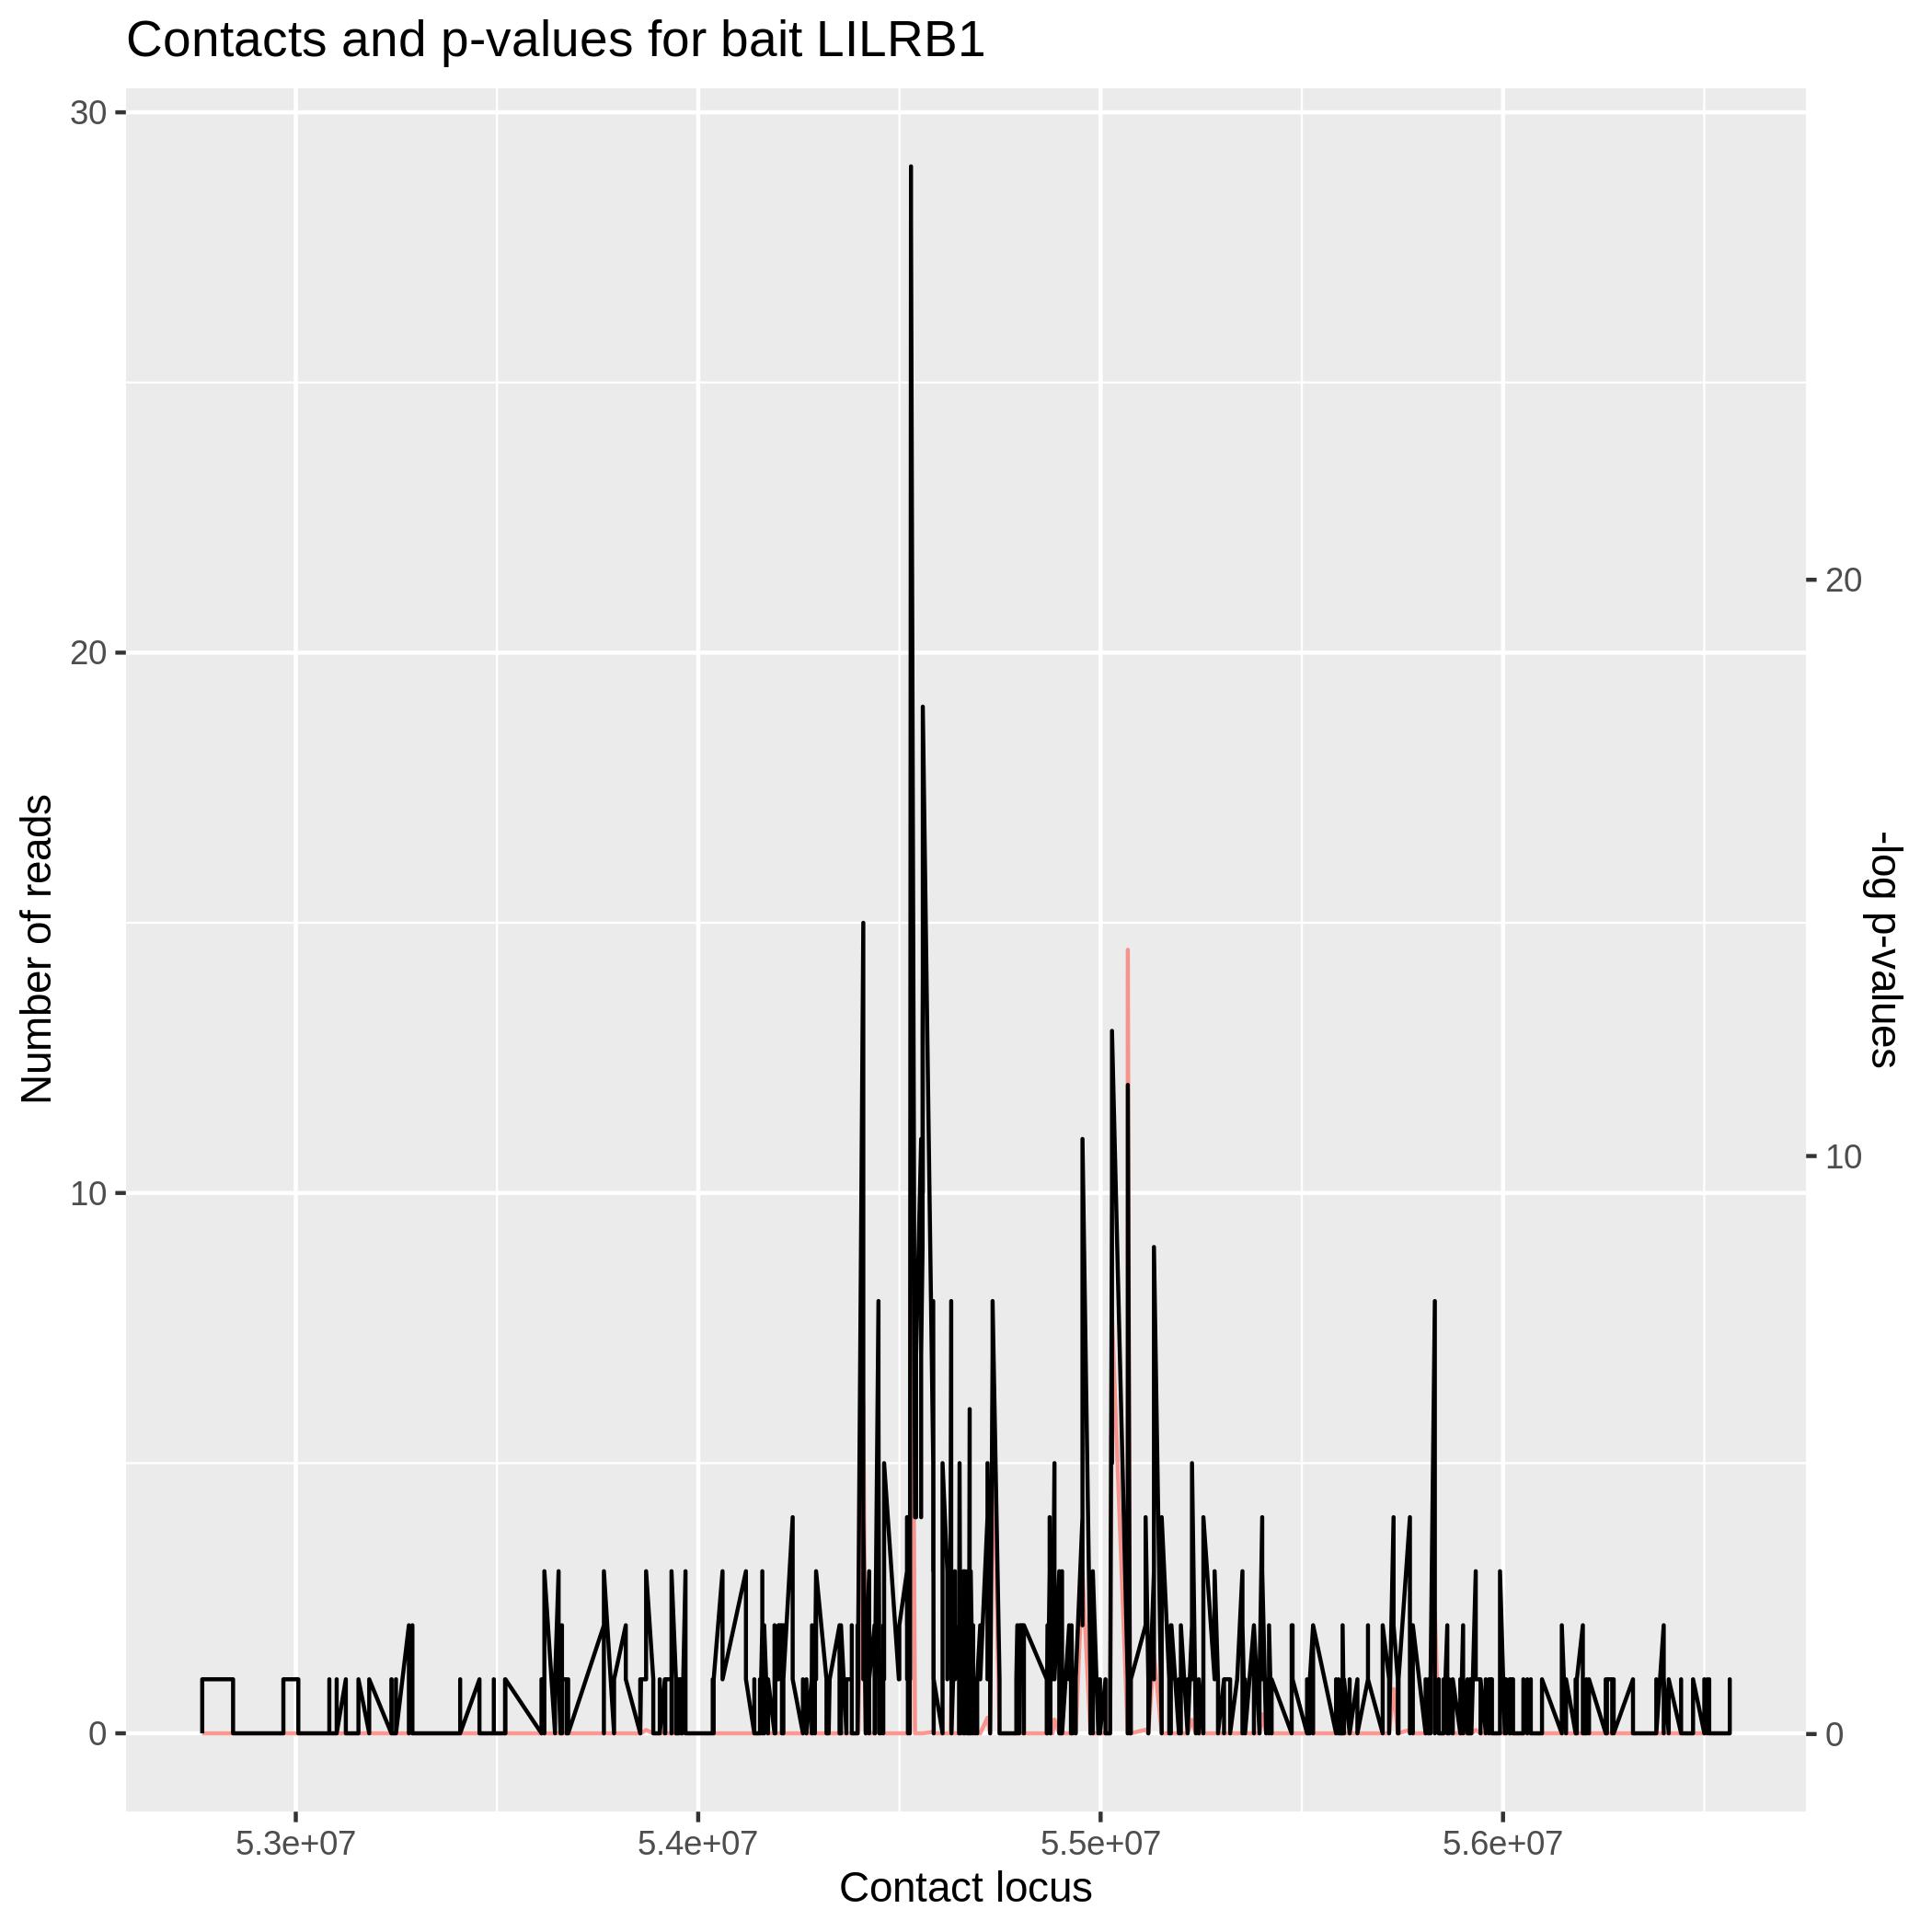 Contacts and p-values for bait LILRB1
30
20
10
0
Number of reads
20
10
0
-log p-values
5.3e+07 5.4e+07 5.5e+07 5.6e+07
Contact locus